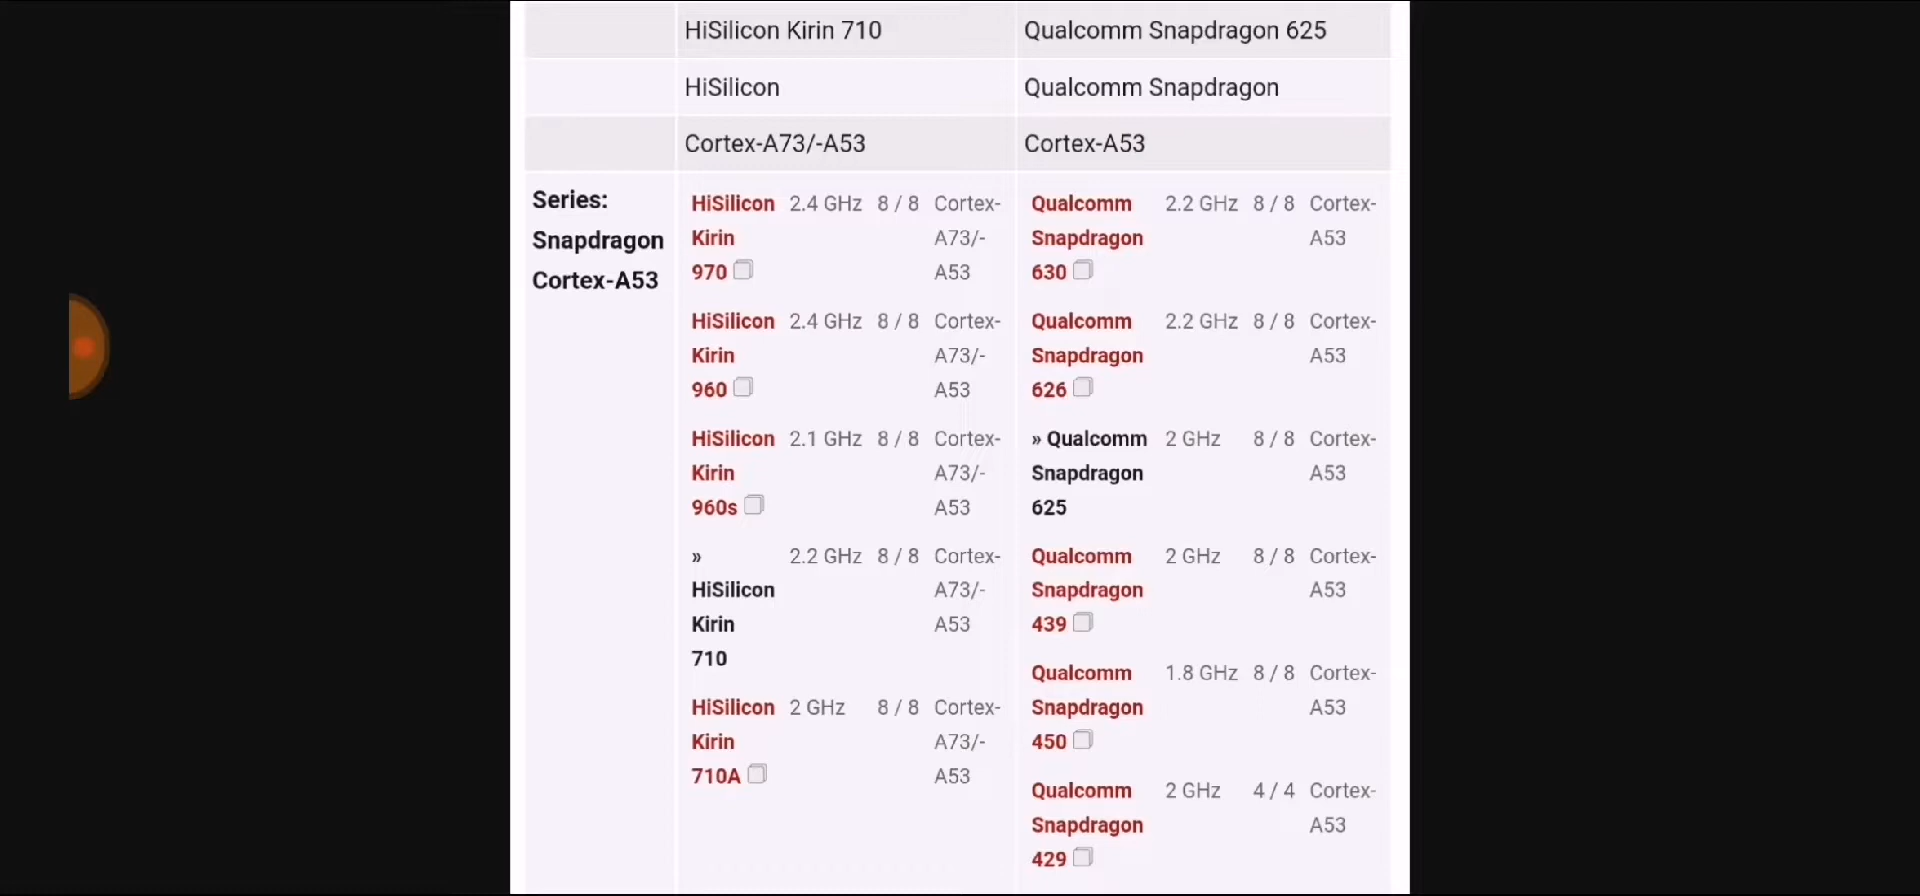 HiSilicon Kirin 710 Qualcomm Snapdragon 625
HiSilicon Qualcomm Snapdragon
Cortex-A73/-A53 Cortex-A53
Series:
Snapdragon
Cortex-A53
HiSilicon 2.4 GHz 8 / 8 Cortex-
Kirin A73/-
970 A53
HiSilicon 2.4 GHz 8 / 8 Cortex-
Kirin A73/-
960 A53
HiSilicon 2.1 GHz 8 / 8 Cortex-
Kirin A73/-
960s A53
» 2.2 GHz 8 / 8 Cortex-
HiSilicon A73/-
Kirin A53
710
HiSilicon 2 GHz 8 / 8 Cortex-
Kirin A73/-
710A A53
Qualcomm 2.2 GHz 8 / 8 Cortex-
Snapdragon A53
630
Qualcomm 2.2 GHz 8 / 8 Cortex-
Snapdragon A53
626
» Qualcomm 2 GHz 8 / 8 Cortex-
Snapdragon A53
625
Qualcomm 2 GHz 8 / 8 Cortex-
Snapdragon A53
439
Qualcomm 1.8 GHz 8 / 8 Cortex-
Snapdragon A53
450
Qualcomm 2 GHz 4 / 4 Cortex-
Snapdragon A53
429